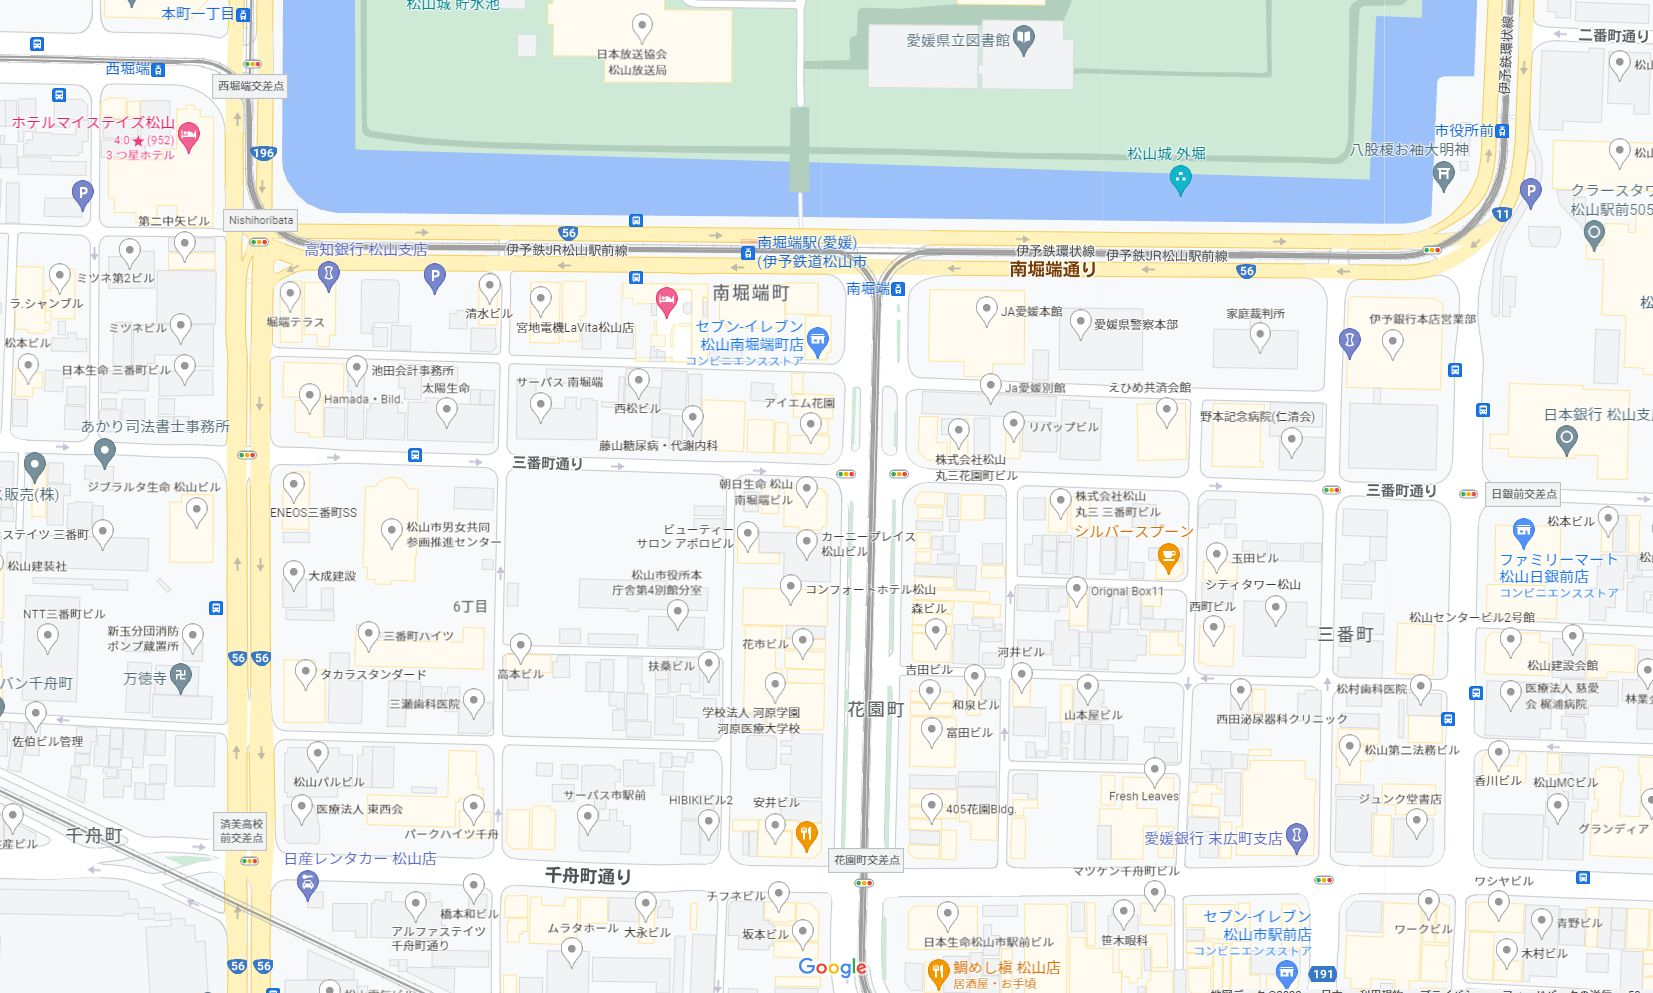 本町一丁目
松山城 貯水池
日本放送協会
松山放送局
愛媛県立図書館
二番町通り
西堀端
西堀端交差点
伊予鉄環状線
ホテルマイステイズ松山
4.0★(952)
3 つ星ホテル
196
市役所前
松山城 外堀
八股榎お袖大明神
P
P
クラースタワ
松山駅前505
第二中矢ビル
Nishihoribata
11
56
高知銀行 松山支店
伊予鉄JR松山駅前線
南堀端駅(愛媛)
(伊予鉄道松山市
伊予鉄環状線
伊予鉄JR松山駅前線
南堀端通り
56
ミツネ第2ビル
P
南堀端
南堀端町
ラ.シャンブル
堀端テラス
清水ビル
宮地電機LaVita松山店
JA愛媛本館
愛媛県警察本部
家庭裁判所
伊予銀行本店営業部
ミツネビル
セブン-イレブン
松山南堀端町店
コンビニエンスストア
松本ビル
日本生命 三番町ビル
池田会計事務所
太陽生命
Hamada・Bild.
サーパス 南堀端
西松ビル
アイエム花園
Ja愛媛別館
えひめ共済会館
リバップビル
野本記念病院(仁清会)
日本銀行 松山支店
あかり司法書士事務所
藤山糖尿病・代謝内科
三番町通り
株式会社松山
丸三花園町ビル
三番町通り
日銀前交差点
ス販売(株)
ジブラルタ生命 松山ビル
朝日生命 松山
南堀端ビル
株式会社松山
丸三 三番町ビル
ENEOS三番町SS
松山市男女共同
参画推進センター
ビューティー
サロン アポロビル
カーニープレイス
松山ビル
シルバースプーン
松本ビル
ステイツ 三番町
松山建装社
大成建設
松山市役所本
庁舎第4別館分室
コンフォートホテル松山
玉田ビル
ファミリーマート
松山日銀前店
コンビニエンスストア
シティタワー松山
Orignal Box11
6丁目
森ビル
西町ビル
松山センタービル2号館
NTT三番町ビル
新玉分団消防
ポンプ蔵置所
三番町ハイツ
花市ビル
三番町
56
56
高本ビル
扶桑ビル
吉田ビル
河井ビル
松山建設会館
万徳寺
バン千舟町
タカラスタンダード
三瀬歯科医院
学校法人 河原学園
河原医療大学校
花園町
和泉ビル
山本屋ビル
西田泌尿器科クリニック
松村歯科医院
医療法人 慈愛
会 梶浦病院
林業会
佐伯ビル管理
富田ビル
松山第二法務ビル
松山パルビル
香川ビル
松山MCビル
サーパス市駅前
HIBIKIビル2
安井ビル
Fresh Leaves
ジュンク堂書店
医療法人 東西会
405花園Bldg.
パークハイツ千舟
済美高校
前交差点
千舟町
愛媛銀行 末広町支店
グランディア
日産レンタカー 松山店
花園町交差点
千舟町通り
マツケン千舟町ビル
チフネビル
ワシヤビル
橋本和ビル
アルファステイツ
千舟町通り
ムラタホール
大永ビル
坂本ビル
日本生命松山市駅前ビル
笹木眼科
セブン-イレブン
松山市駅前店
コンビニエンスストア
ワークビル
青野ビル
木村ビル
56
56
Google
鯛めし槇 松山店
居酒屋・お手頃
191